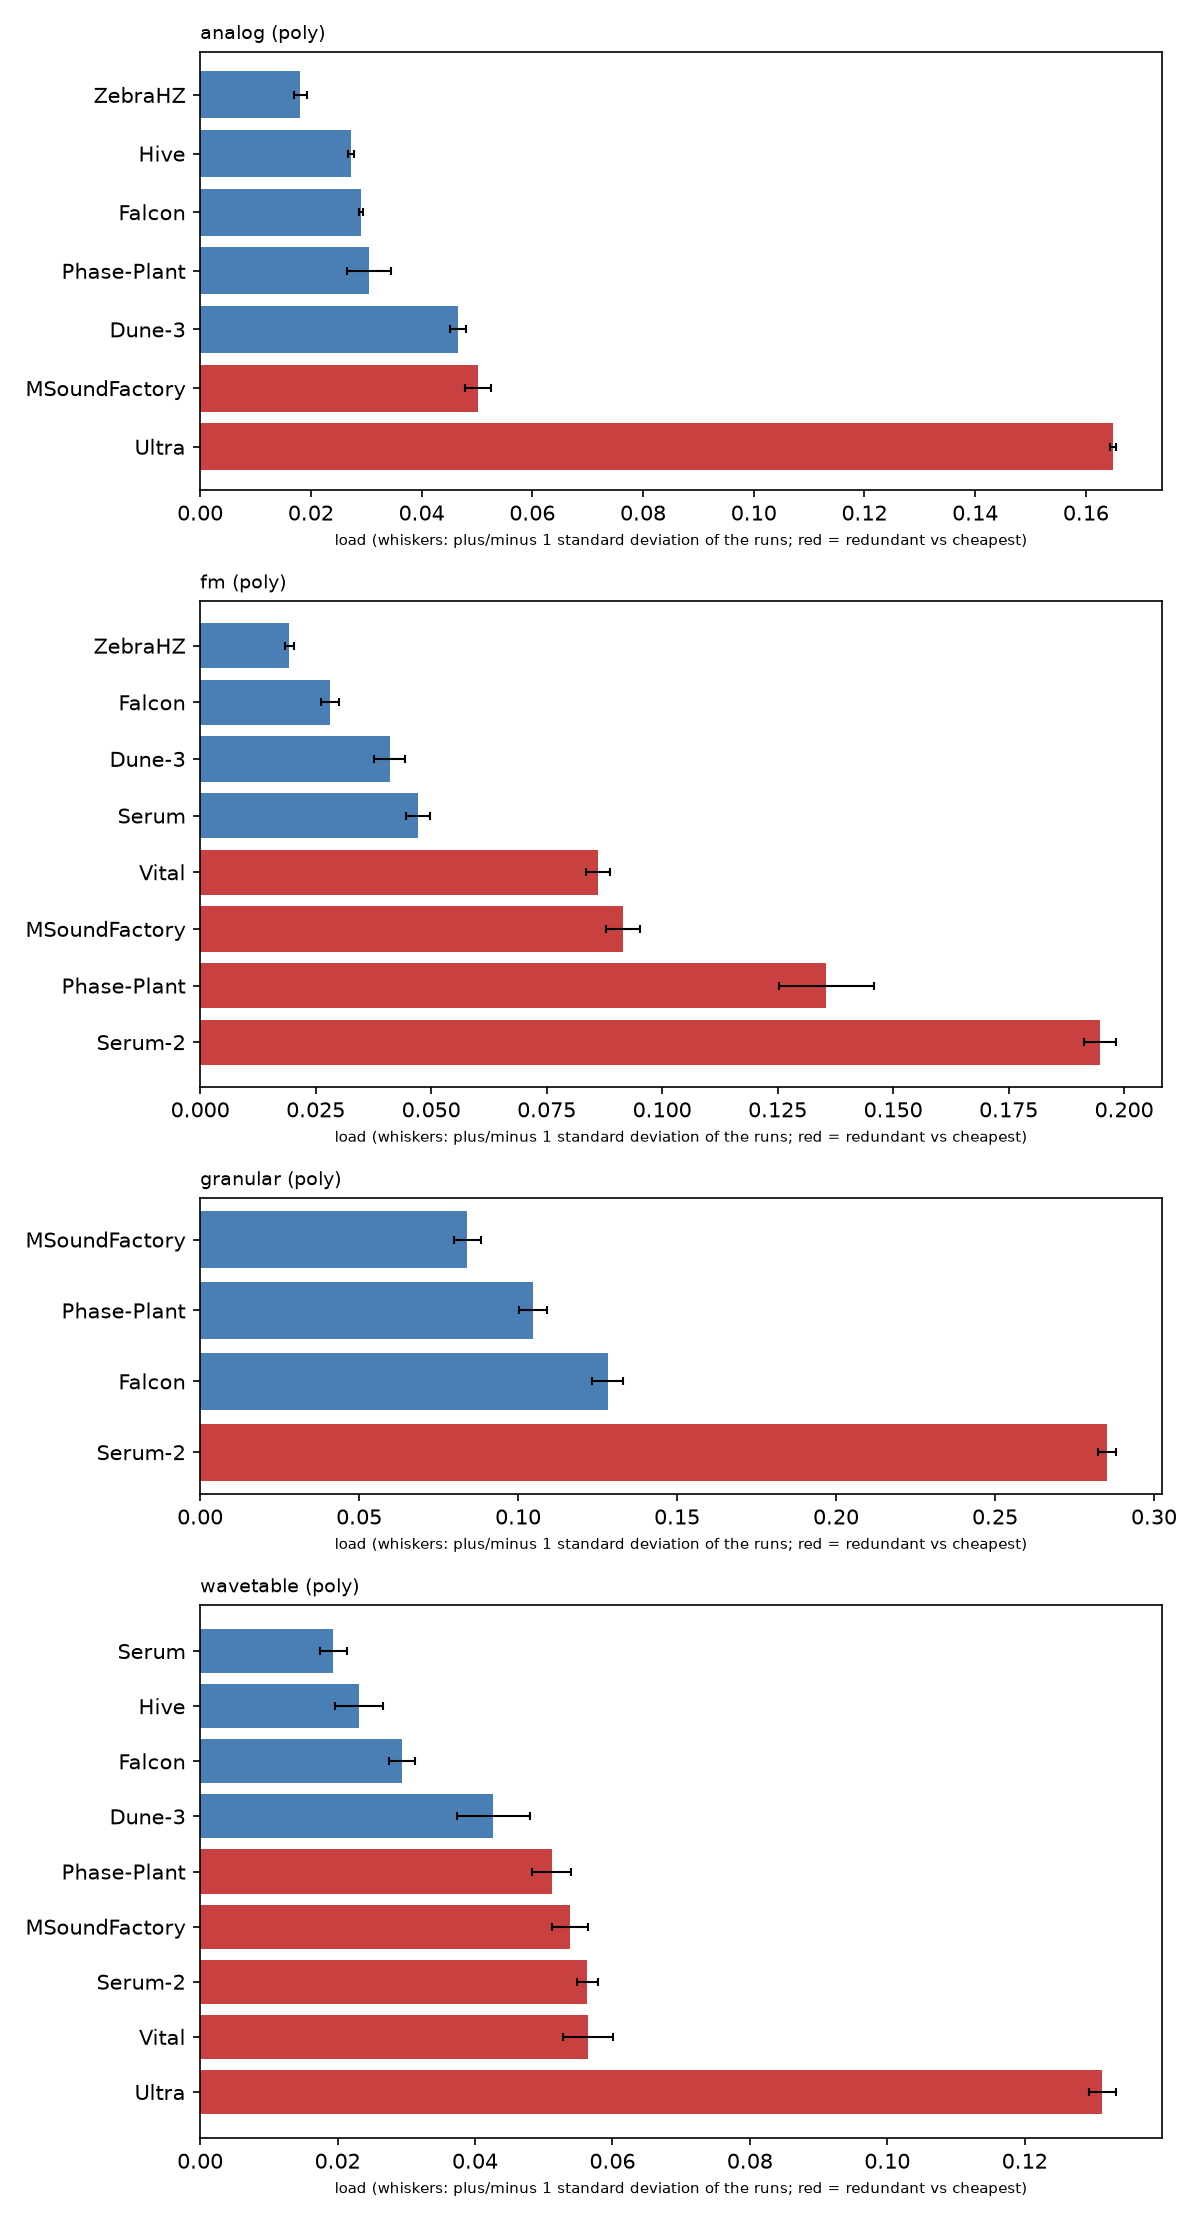 analog (poly)
ZebraHZ
Hive
Falcon
Phase-Plant
Dune-3
MSoundFactory
Ultra
0.00 0.02 0.04 0.06 0.08 0.10 0.12 0.14 0.16
load (whiskers: plus/minus 1 standard deviation of the runs; red = redundant vs cheapest)
fm (poly)
ZebraHZ
Falcon
Dune-3
Serum
Vital
MSoundFactory
Phase-Plant
Serum-2
0.000 0.025 0.050 0.075 0.100 0.125 0.150 0.175 0.200
load (whiskers: plus/minus 1 standard deviation of the runs; red = redundant vs cheapest)
granular (poly)
MSoundFactory
Phase-Plant
Falcon
Serum-2
0.00 0.05 0.10 0.15 0.20 0.25 0.30
load (whiskers: plus/minus 1 standard deviation of the runs; red = redundant vs cheapest)
wavetable (poly)
Serum
Hive
Falcon
Dune-3
Phase-Plant
MSoundFactory
Serum-2
Vital
Ultra
0.00 0.02 0.04 0.06 0.08 0.10 0.12
load (whiskers: plus/minus 1 standard deviation of the runs; red = redundant vs cheapest)